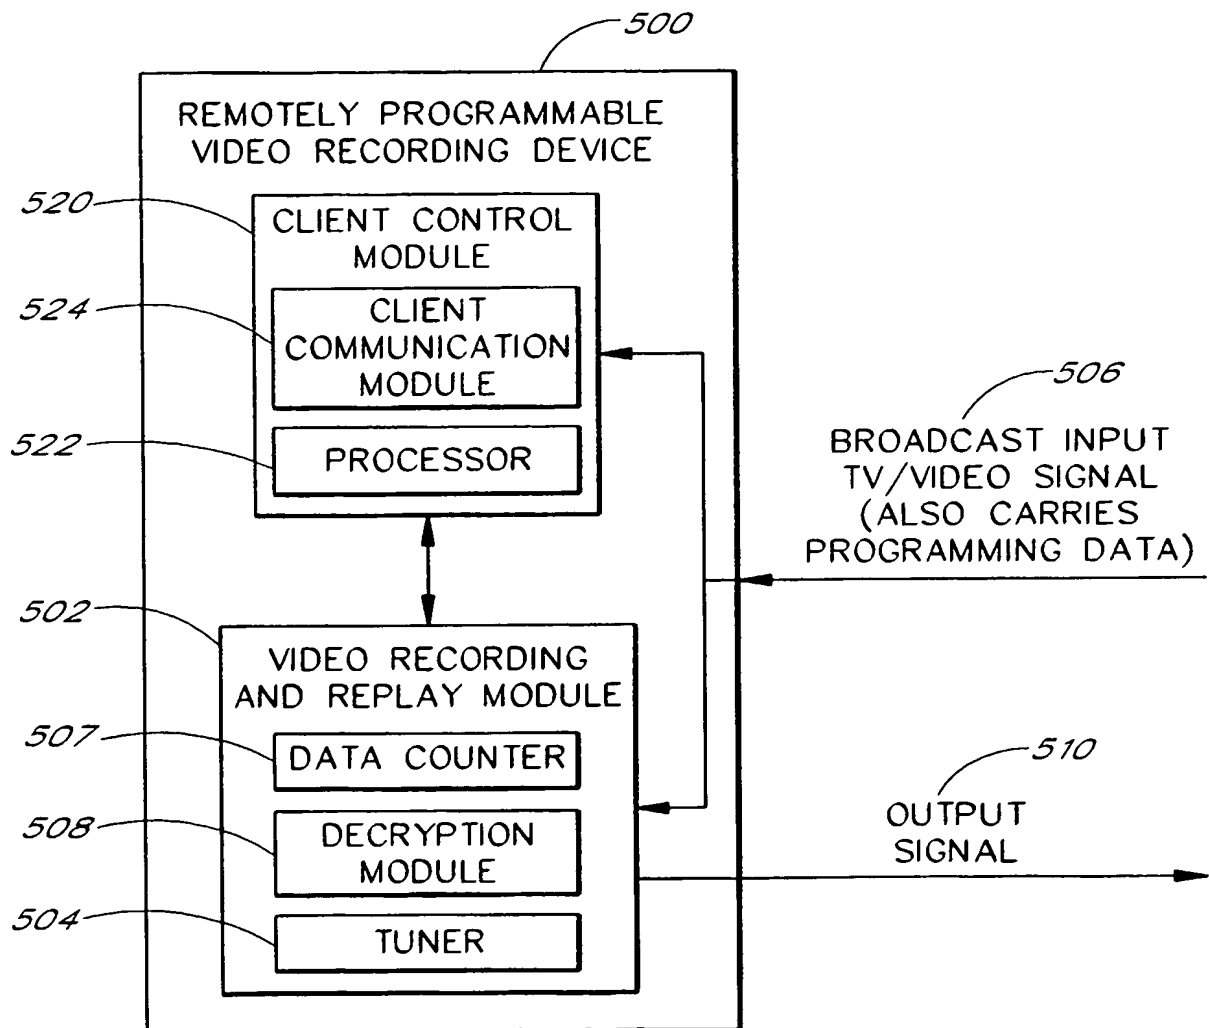 500
REMOTELY PROGRAMMABLE
VIDEO RECORDING DEVICE
520
CLIENT CONTROL
MODULE
524
CLIENT
COMMUNICATION
MODULE
522
PROCESSOR
506
BROADCAST INPUT
TV/VIDEO SIGNAL
(ALSO CARRIES
PROGRAMMING DATA)
502
VIDEO RECORDING
AND REPLAY MODULE
507
DATA COUNTER
508
DECRYPTION
MODULE
504
TUNER
510
OUTPUT
SIGNAL